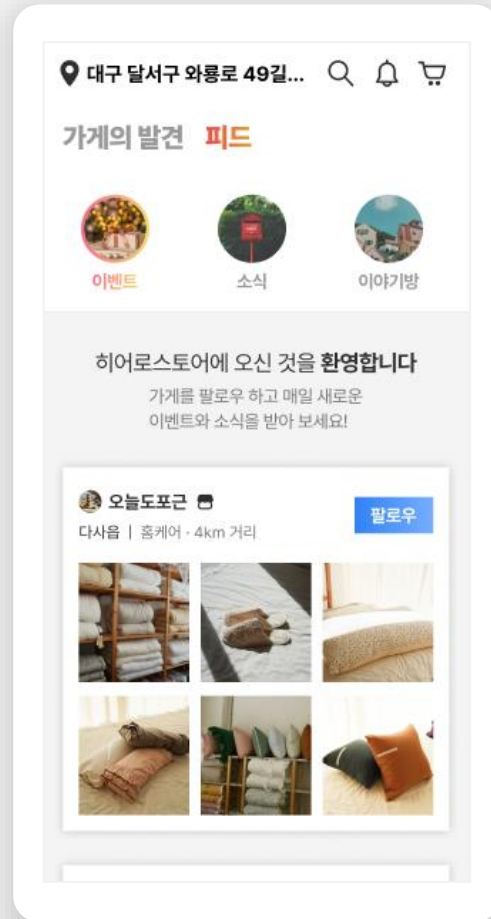 대구 달서구 와룡로 49길...
가게의 발견 피드
이벤트 소식 이야기방
히어로스토어에 오신 것을 환영합니다
가게를 팔로우 하고 매일 새로운
이벤트와 소식을 받아 보세요!
오늘도포근
팔로우
다사읍 | 홈케어 · 4km 거리